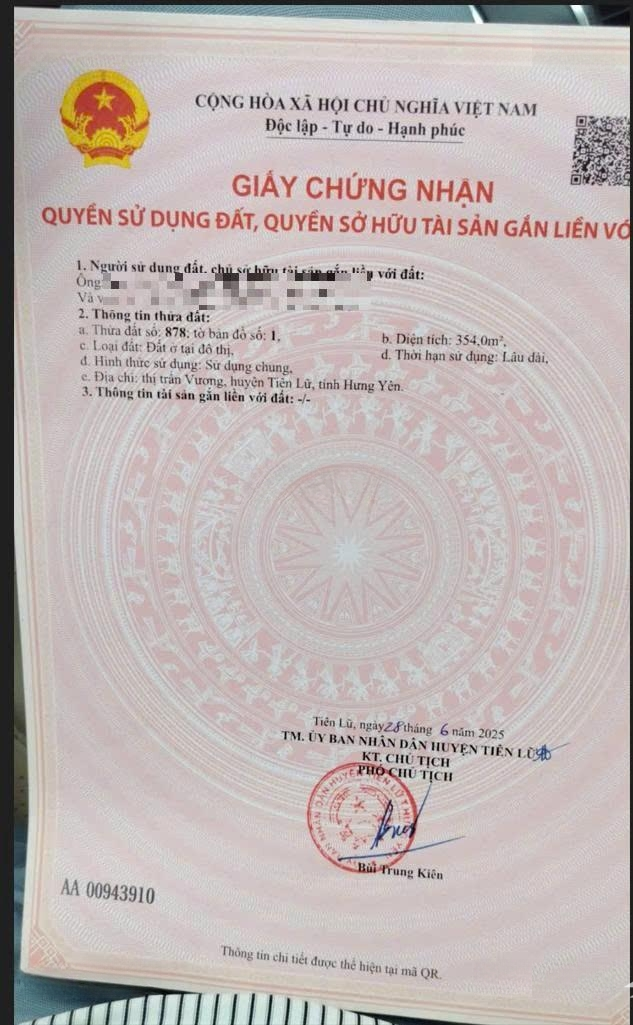 CỘNG HÒA XÃ HỘI CHỦ NGHĨA VIỆT NAM
Độc lập - Tự do - Hạnh phúc
GIẤY CHỨNG NHẬN
QUYỀN SỬ DỤNG ĐẤT, QUYỀN SỞ HỮU TÀI SẢN GẮN LIỀN VỚ
1. Người sử dụng đất, chủ sở hữu tài sản gắn liền với đất:
Ông
Và v
2. Thông tin thửa đất:
a. Thửa đất số: 878; tờ bản đồ số: 1, b. Diện tích: 354,0m²,
c. Loại đất: Đất ở tại đô thị, d. Thời hạn sử dụng: Lâu dài,
đ. Hình thức sử dụng: Sử dụng chung,
e. Địa chỉ: thị trấn Vương, huyện Tiên Lữ, tỉnh Hưng Yên.
3. Thông tin tài sản gắn liền với đất: -/-
Tiên Lữ, ngày 28 tháng 6 năm 2025
TM. ỦY BAN NHÂN DÂN HUYỆN TIÊN LỮ
KT. CHỦ TỊCH
PHÓ CHỦ TỊCH
Bùi Trung Kiên
AA 00943910
Thông tin chi tiết được thể hiện tại mã QR.